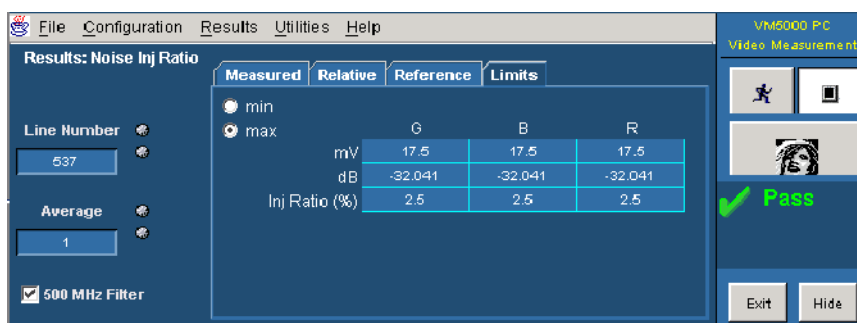 File Configuration Results Utilities Help
VM5000 PC
Video Measurement
Results: Noise Inj Ratio
Measured Relative Reference Limits
min
max
G B R
mV 17.5 17.5 17.5
dB -32.041 -32.041 -32.041
Inj Ratio (%) 2.5 2.5 2.5
Line Number
537
Average
1
500 MHz Filter
Pass
Exit Hide